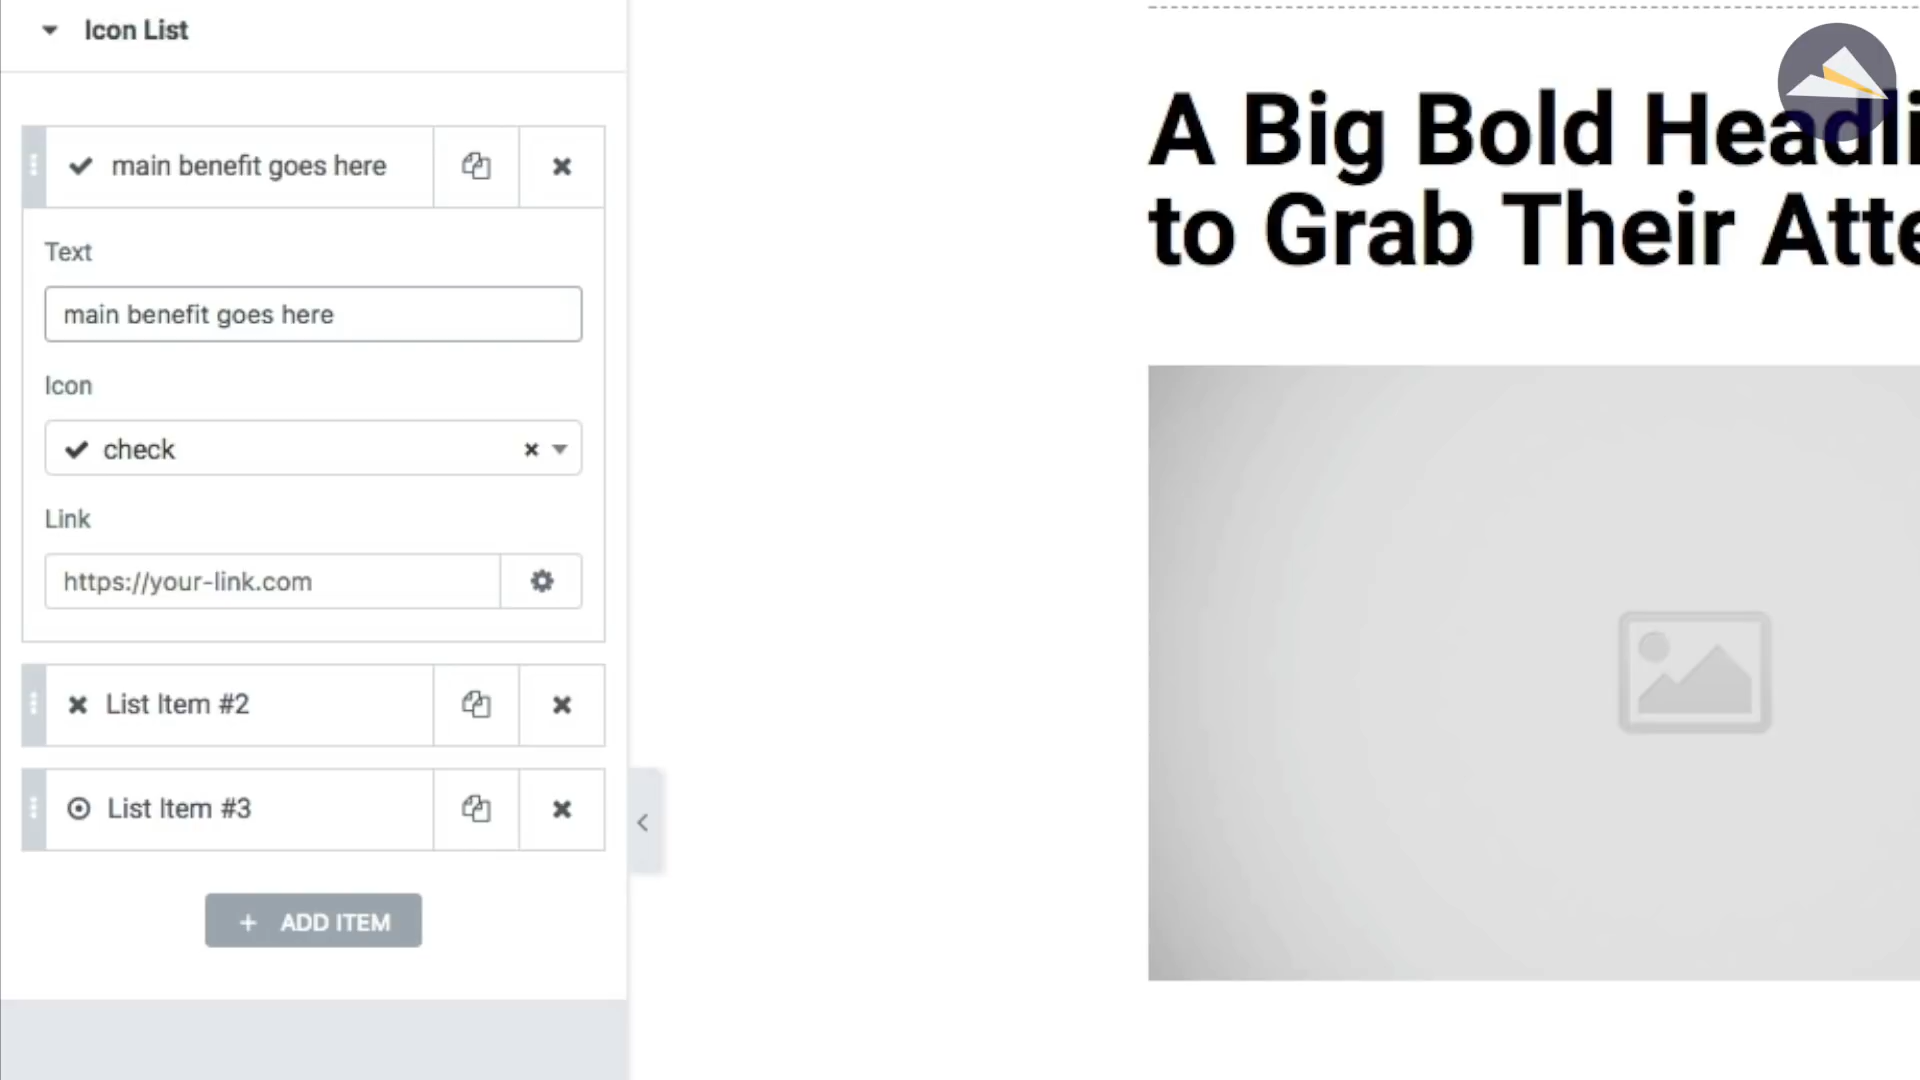 Icon List
main benefit goes here
Text
main benefit goes here
Icon
check
Link
https://your-link.com
List Item #2
List Item #3
+ ADD ITEM
A Big Bold Headli
to Grab Their Atte